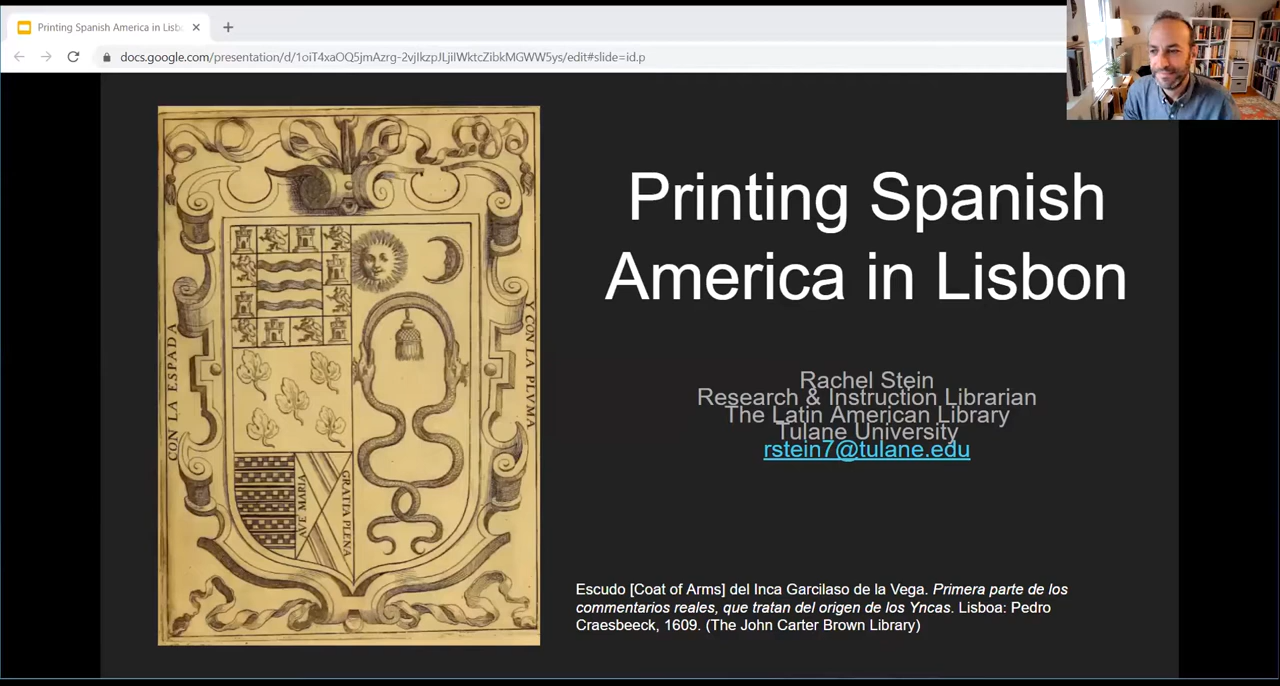 Printing Spanish America in Lisb
docs.google.com/presentation/d/1oiT4xaOQ5jmAzrg-2vjIkzpJLjiIWktcZibkMGWW5ys/edit#slide=id.p
CON LA ESPADA
Y CON LA PLVMA
AVE MARIA
GRATIA PLENA
Printing Spanish
America in Lisbon
Rachel Stein
Research & Instruction Librarian
The Latin American Library
Tulane University
rstein7@tulane.edu
Escudo [Coat of Arms] del Inca Garcilaso de la Vega. Primera parte de los
commentarios reales, que tratan del origen de los Yncas. Lisboa: Pedro
Craesbeeck, 1609. (The John Carter Brown Library)